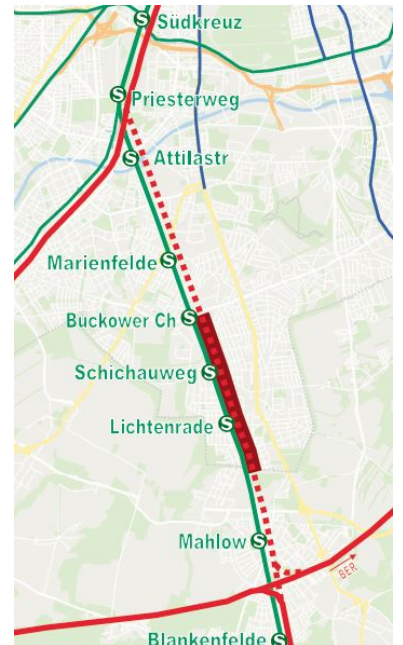 S Südkreuz
S Priesterweg
S Attilastr
Marienfelde S
Buckower Ch S
Schichauweg S
Lichtenrade S
Mahlow S
BER
Blankenfelde S